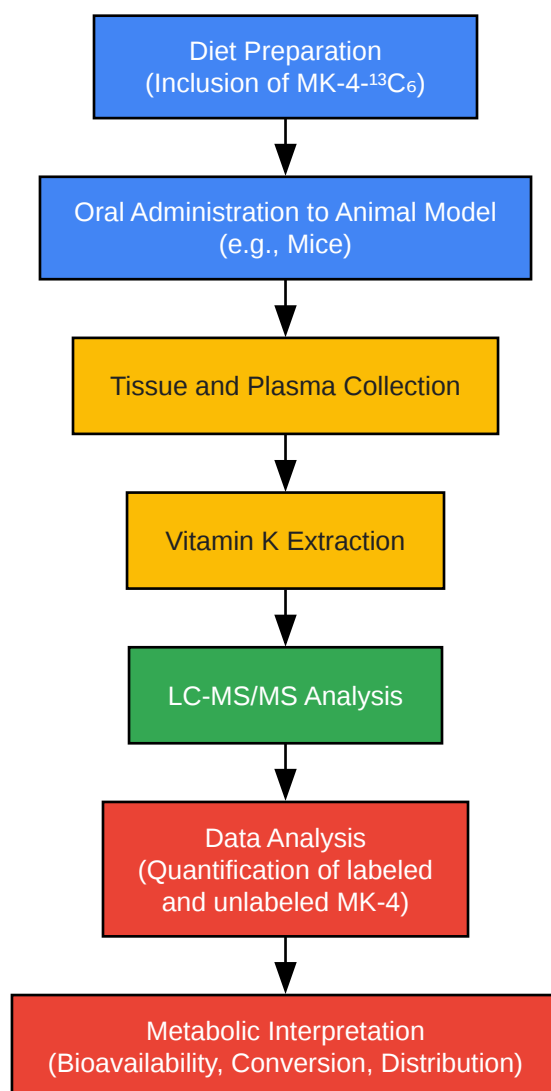 Diet Preparation
(Inclusion of MK-4-¹³C₆)
Oral Administration to Animal Model
(e.g., Mice)
Tissue and Plasma Collection
Vitamin K Extraction
LC-MS/MS Analysis
Data Analysis
(Quantification of labeled
and unlabeled MK-4)
Metabolic Interpretation
(Bioavailability, Conversion, Distribution)